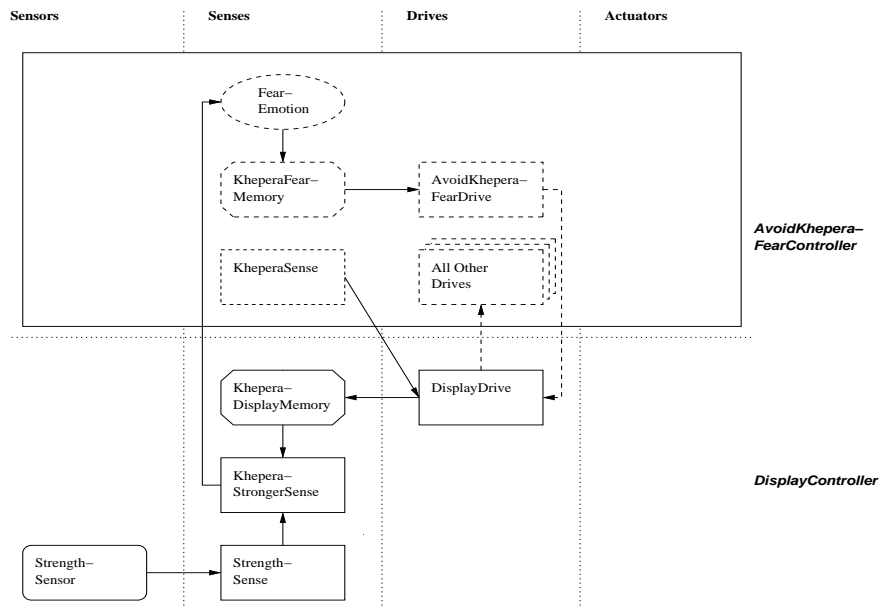 Sensors
Senses
Drives
Actuators
Fear–
Emotion
KheperaFear–
Memory
AvoidKhepera–
FearDrive
KheperaSense
All Other
Drives
AvoidKhepera–
FearController
Khepera–
DisplayMemory
DisplayDrive
Khepera–
StrongerSense
DisplayController
Strength–
Sensor
Strength–
Sense